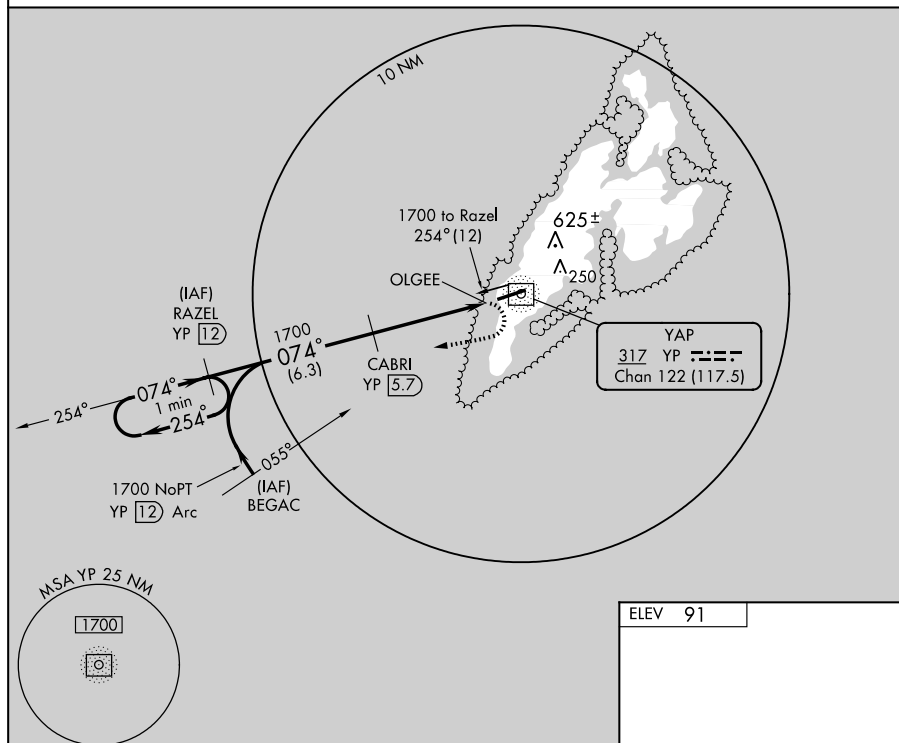 10 NM
1700 to Razel
254° (12)
625±
250
OLGEE
(IAF)
RAZEL
YP 12
1700
074°
(6.3)
CABRI
YP 5.7
YAP
317 YP
Chan 122 (117.5)
254°
074°
1 min
254°
055°
1700 NoPT
YP 12 Arc
(IAF)
BEGAC
MSA YP 25 NM
1700
ELEV 91